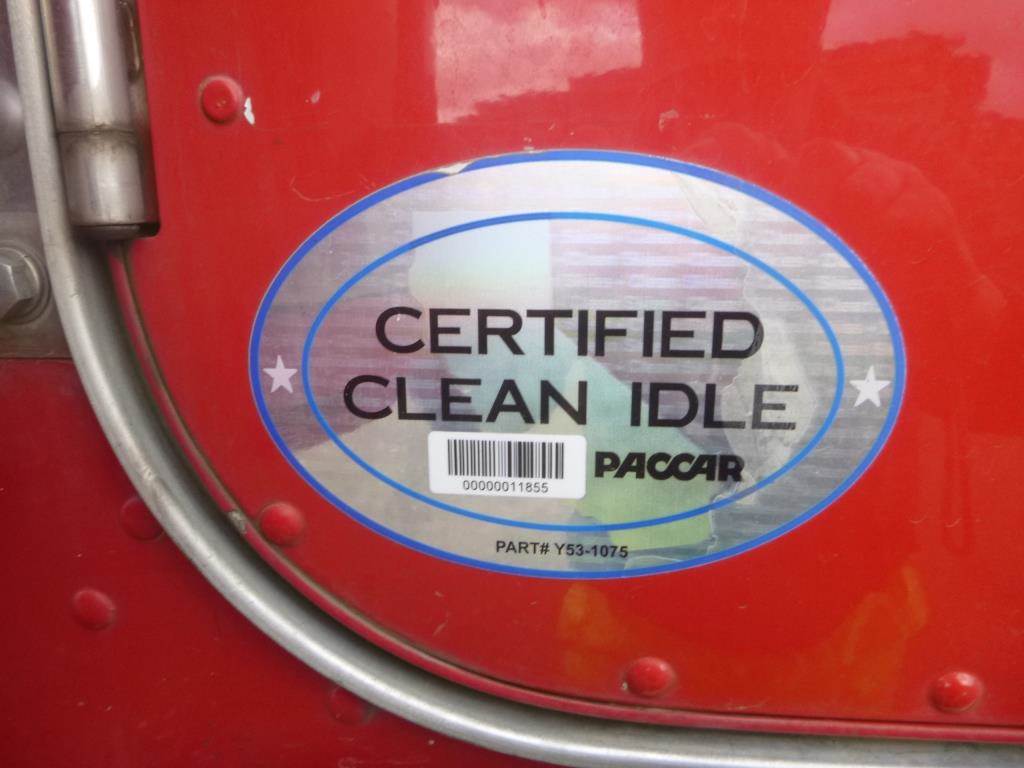 CERTIFIED
CLEAN IDLE
00000011855
PACCAR
PART# Y53-1075